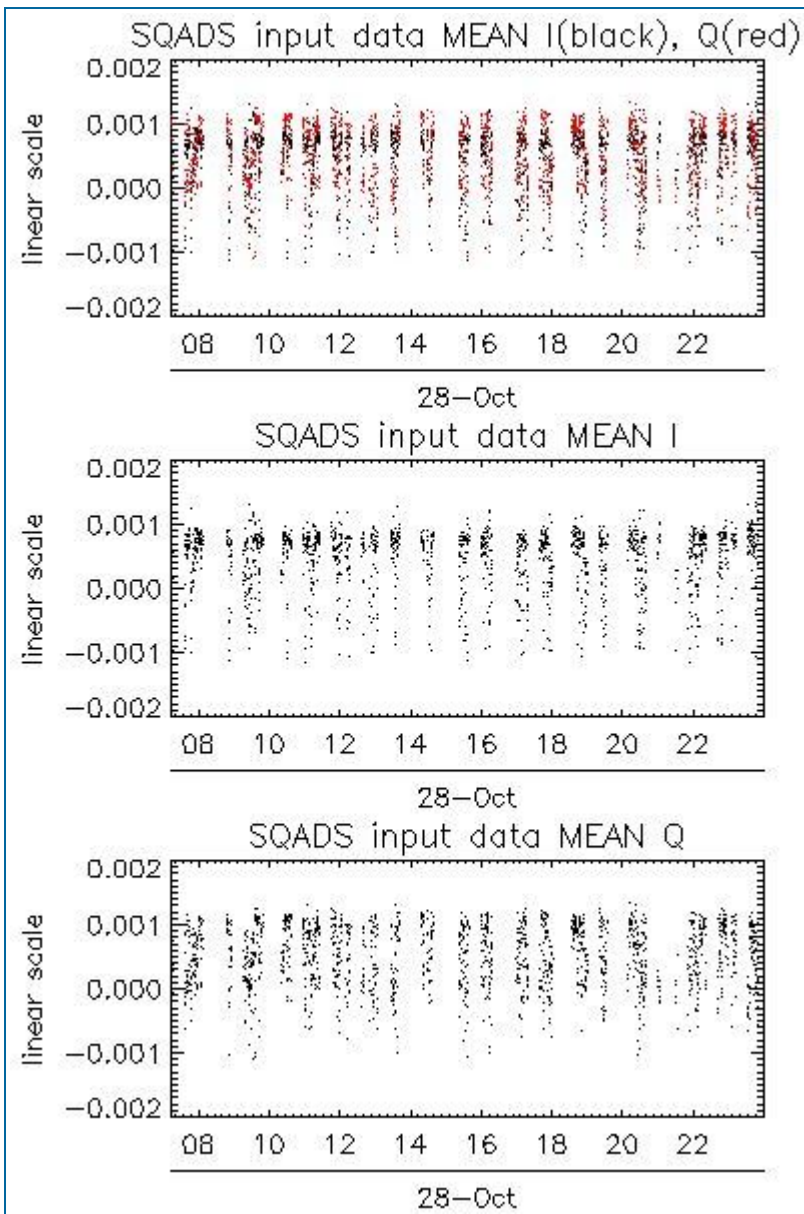 SQADS input data MEAN I(black), Q(red)
0.002
0.001
0.000
-0.001
-0.002
linear scale
08 10 12 14 16 18 20 22
28-Oct
SQADS input data MEAN I
0.002
0.001
0.000
-0.001
-0.002
linear scale
08 10 12 14 16 18 20 22
28-Oct
SQADS input data MEAN Q
0.002
0.001
0.000
-0.001
-0.002
linear scale
08 10 12 14 16 18 20 22
28-Oct